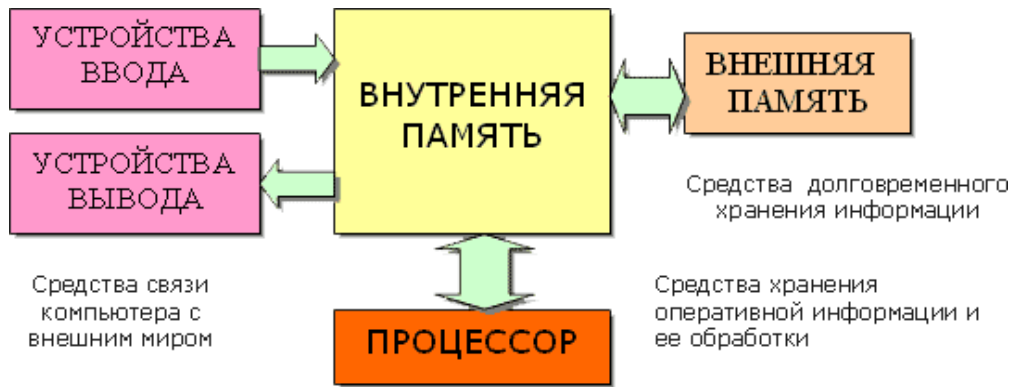 УСТРОЙСТВА
ВВОДА
УСТРОЙСТВА
ВЫВОДА
ВНУТРЕННЯЯ
ПАМЯТЬ
ВНЕШНЯЯ
ПАМЯТЬ
Средства долговременного
хранения информации
Средства связи
компьютера с
внешним миром
ПРОЦЕССОР
Средства хранения
оперативной информации и
ее обработки